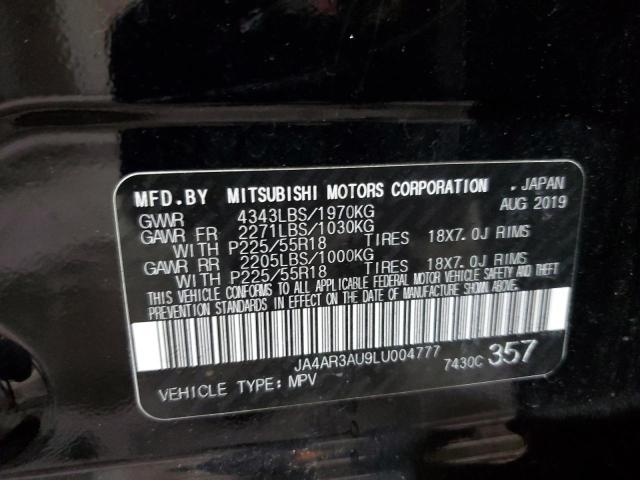 MFD.BY MITSUBISHI MOTORS CORPORATION , JAPAN
GVWR 4343LBS/1970KG AUG 2019
GAWR FR 2271LBS/1030KG
WITH P225/55R18 TIRES 18X7.0J RIMS
GAWR RR 2205LBS/1000KG
WITH P225/55R18 TIRES 18X7.0J RIMS
THIS VEHICLE CONFORMS TO ALL APPLICABLE FEDERAL MOTOR VEHICLE SAFETY AND THEFT
PREVENTION STANDARDS IN EFFECT ON THE DATE OF MANUFACTURE SHOWN ABOVE.
JA4AR3AU9LU004777
7430C 357
VEHICLE TYPE: MPV